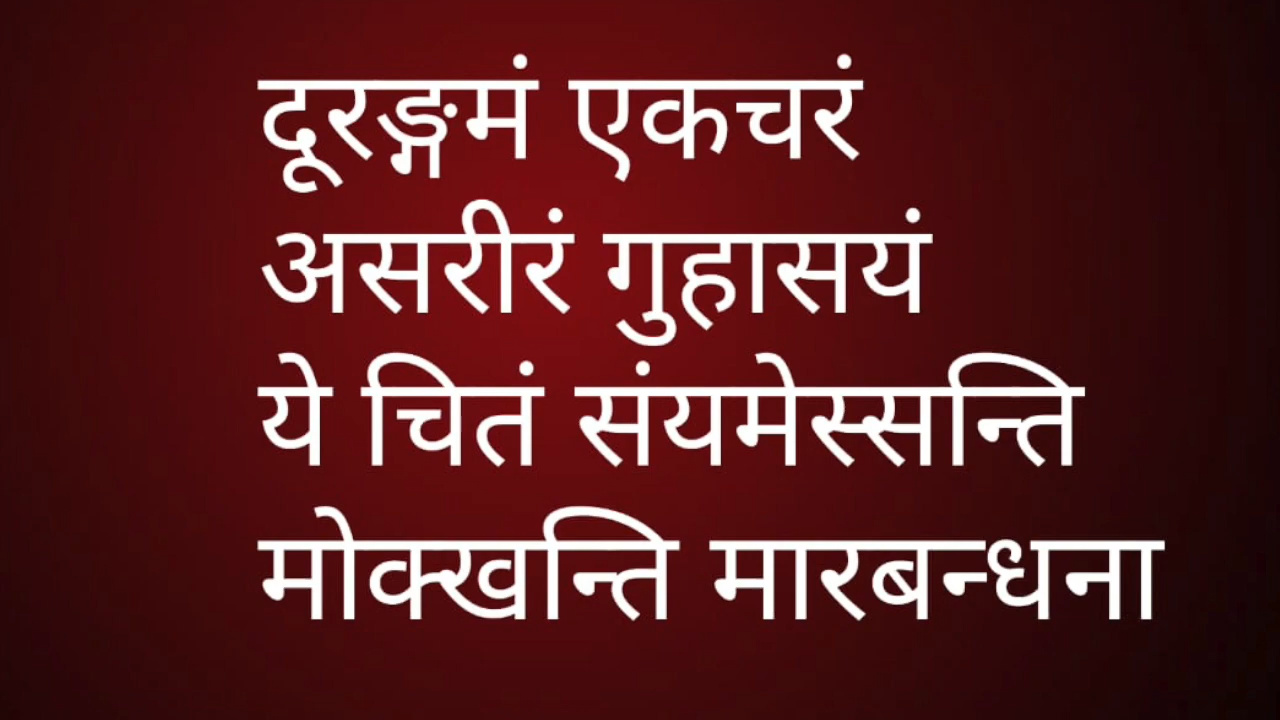 दूरङ्गमं एकचरं
असरीरं गुहासयं
ये चितं संयमेस्सन्ति
मोक्खन्ति मारबन्धना